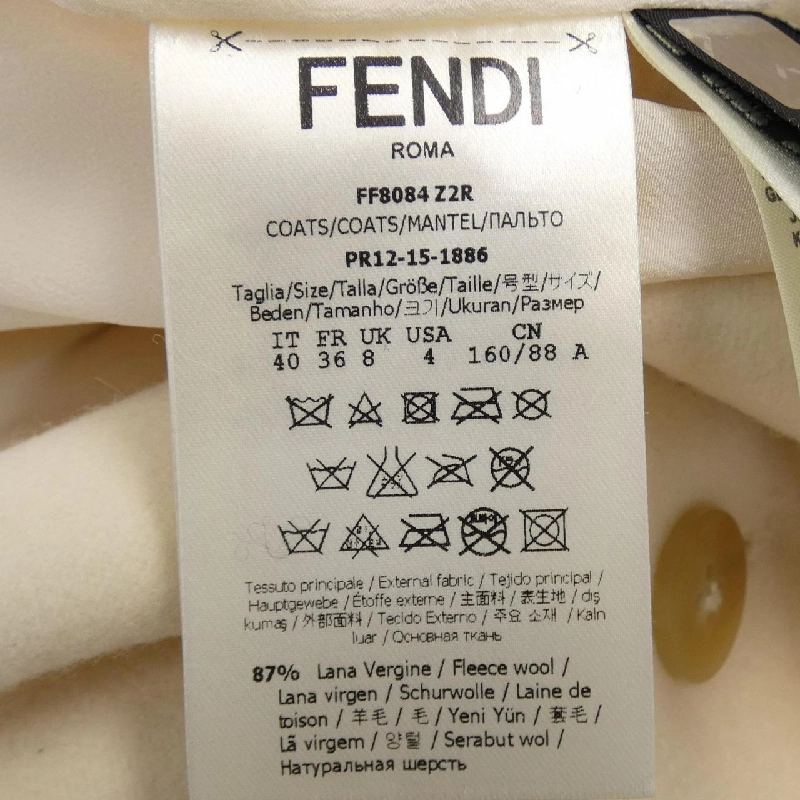 FENDI
ROMA
FF8084 Z2R
COATS/COATS/MANTEL/ПАЛЬТО
PR12-15-1886
Taglia/Size/Talla/Größe/Taille/号型/サイズ/
Beden/Tamanho/크기/Ukuran/Размер
IT FR UK USA CN
40 36 8 4 160/88 A
Tessuto principale / External fabric / Tejido principal /
Hauptgewebe / Étoffe externe / 主面料 / 表生地 / dış
kumaş / 外部面料 / Tecido Externo / 주요 소재 / Kain
luar / Основная ткань
87% Lana Vergine / Fleece wool /
Lana virgen / Schurwolle / Laine de
toison / 羊毛 / 毛 / Yeni Yün / 套毛 /
Lã virgem / 양털 / Serabut wol /
Натуральная шерсть